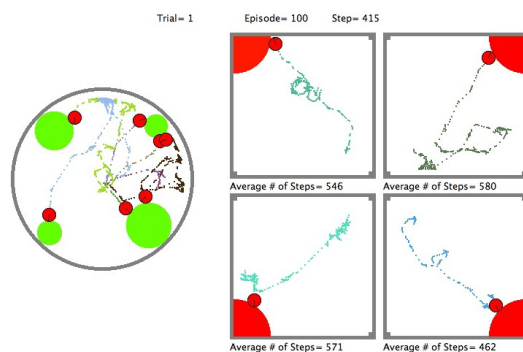 Trial= 1 Episode= 100 Step= 415
Average # of Steps= 546 Average # of Steps= 580
Average # of Steps= 571 Average # of Steps= 462